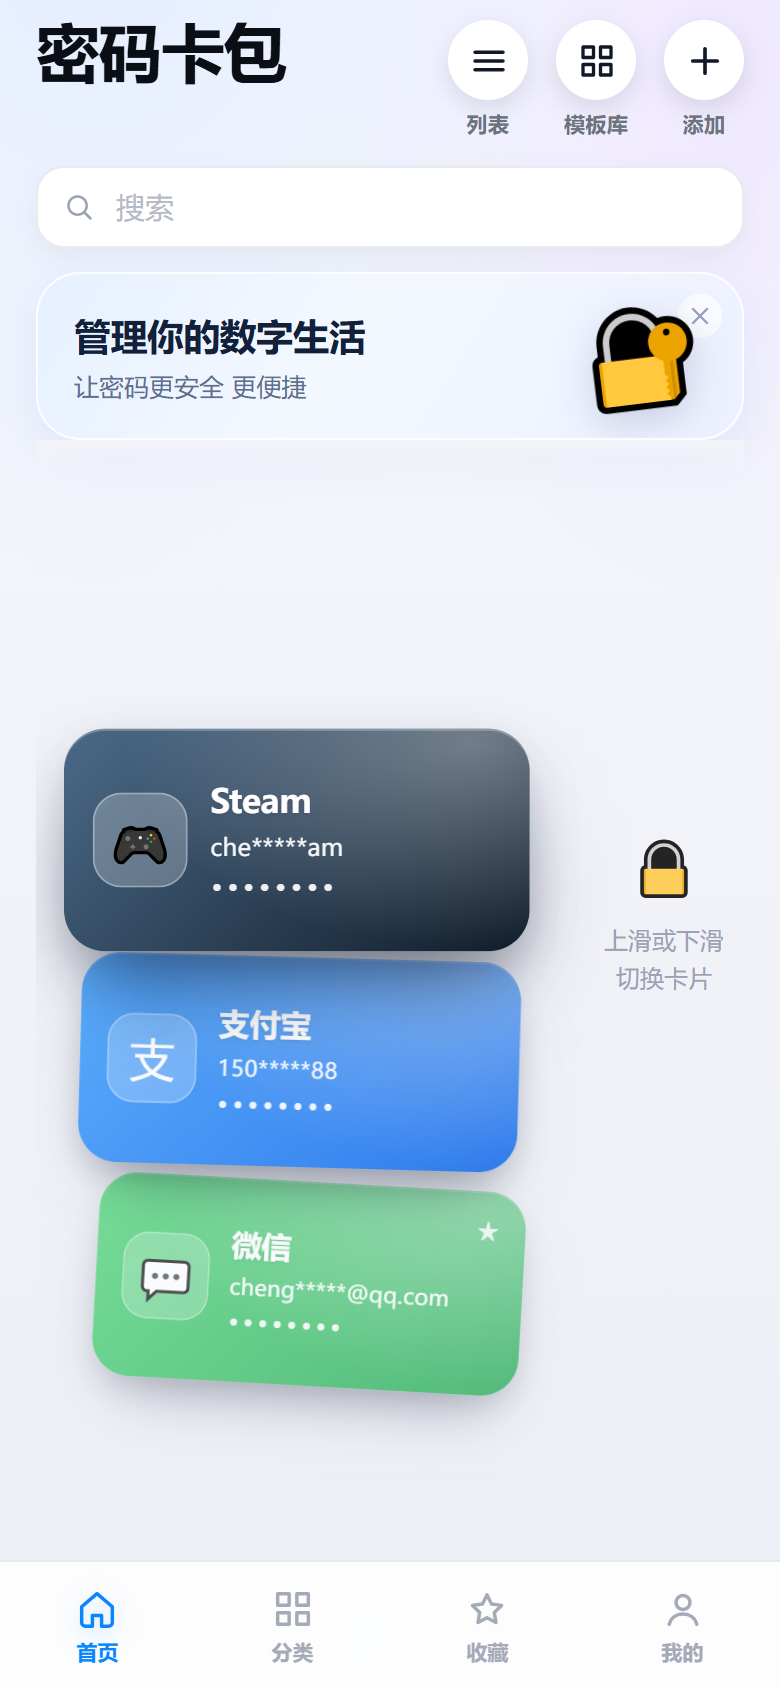 密码卡包
列表
模板库
添加
搜索
管理你的数字生活
让密码更安全 更便捷
Steam
che*****am
••••••••
上滑或下滑
切换卡片
支
支付宝
150*****88
••••••••
微信
cheng*****@qq.com
••••••••
首页
分类
收藏
我的